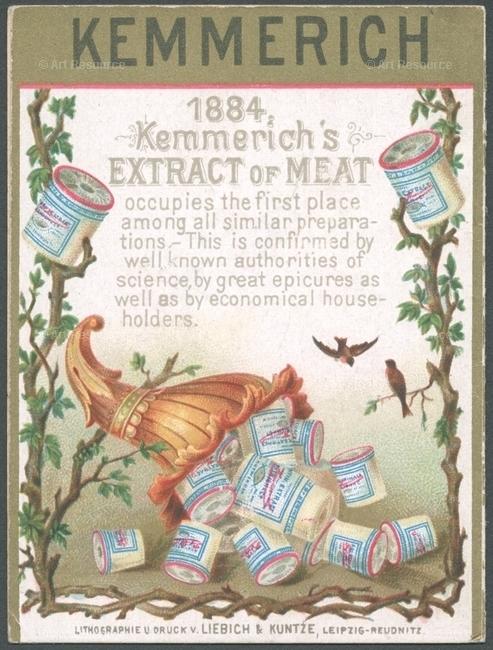 KEMMERICH
© Art Resource © Art Resource
1884,
Kemmerich's
EXTRACT OF MEAT
occupies the first place
among all similar prepara-
tions.- This is confirmed by
well known authorities of
science, by great epicures as
well as by economical house-
holders.
LITHOGRAPHIE U. DRUCK V. LIEBICH & KUNTZE, LEIPZIG-REUDNITZ.